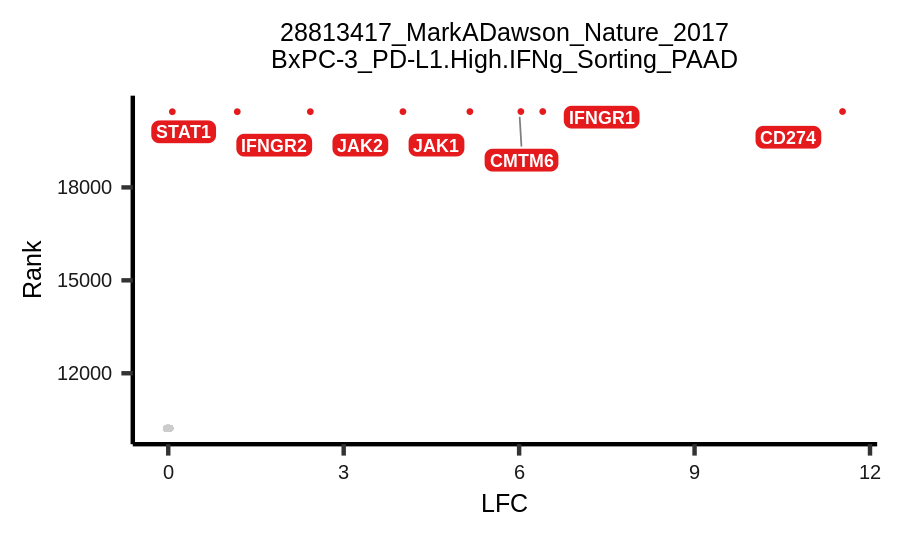 28813417_MarkADawson_Nature_2017
BxPC-3_PD-L1.High.IFNg_Sorting_PAAD
STAT1
IFNGR2
JAK2
JAK1
CMTM6
IFNGR1
CD274
18000
15000
12000
Rank
0 3 6 9 12
LFC